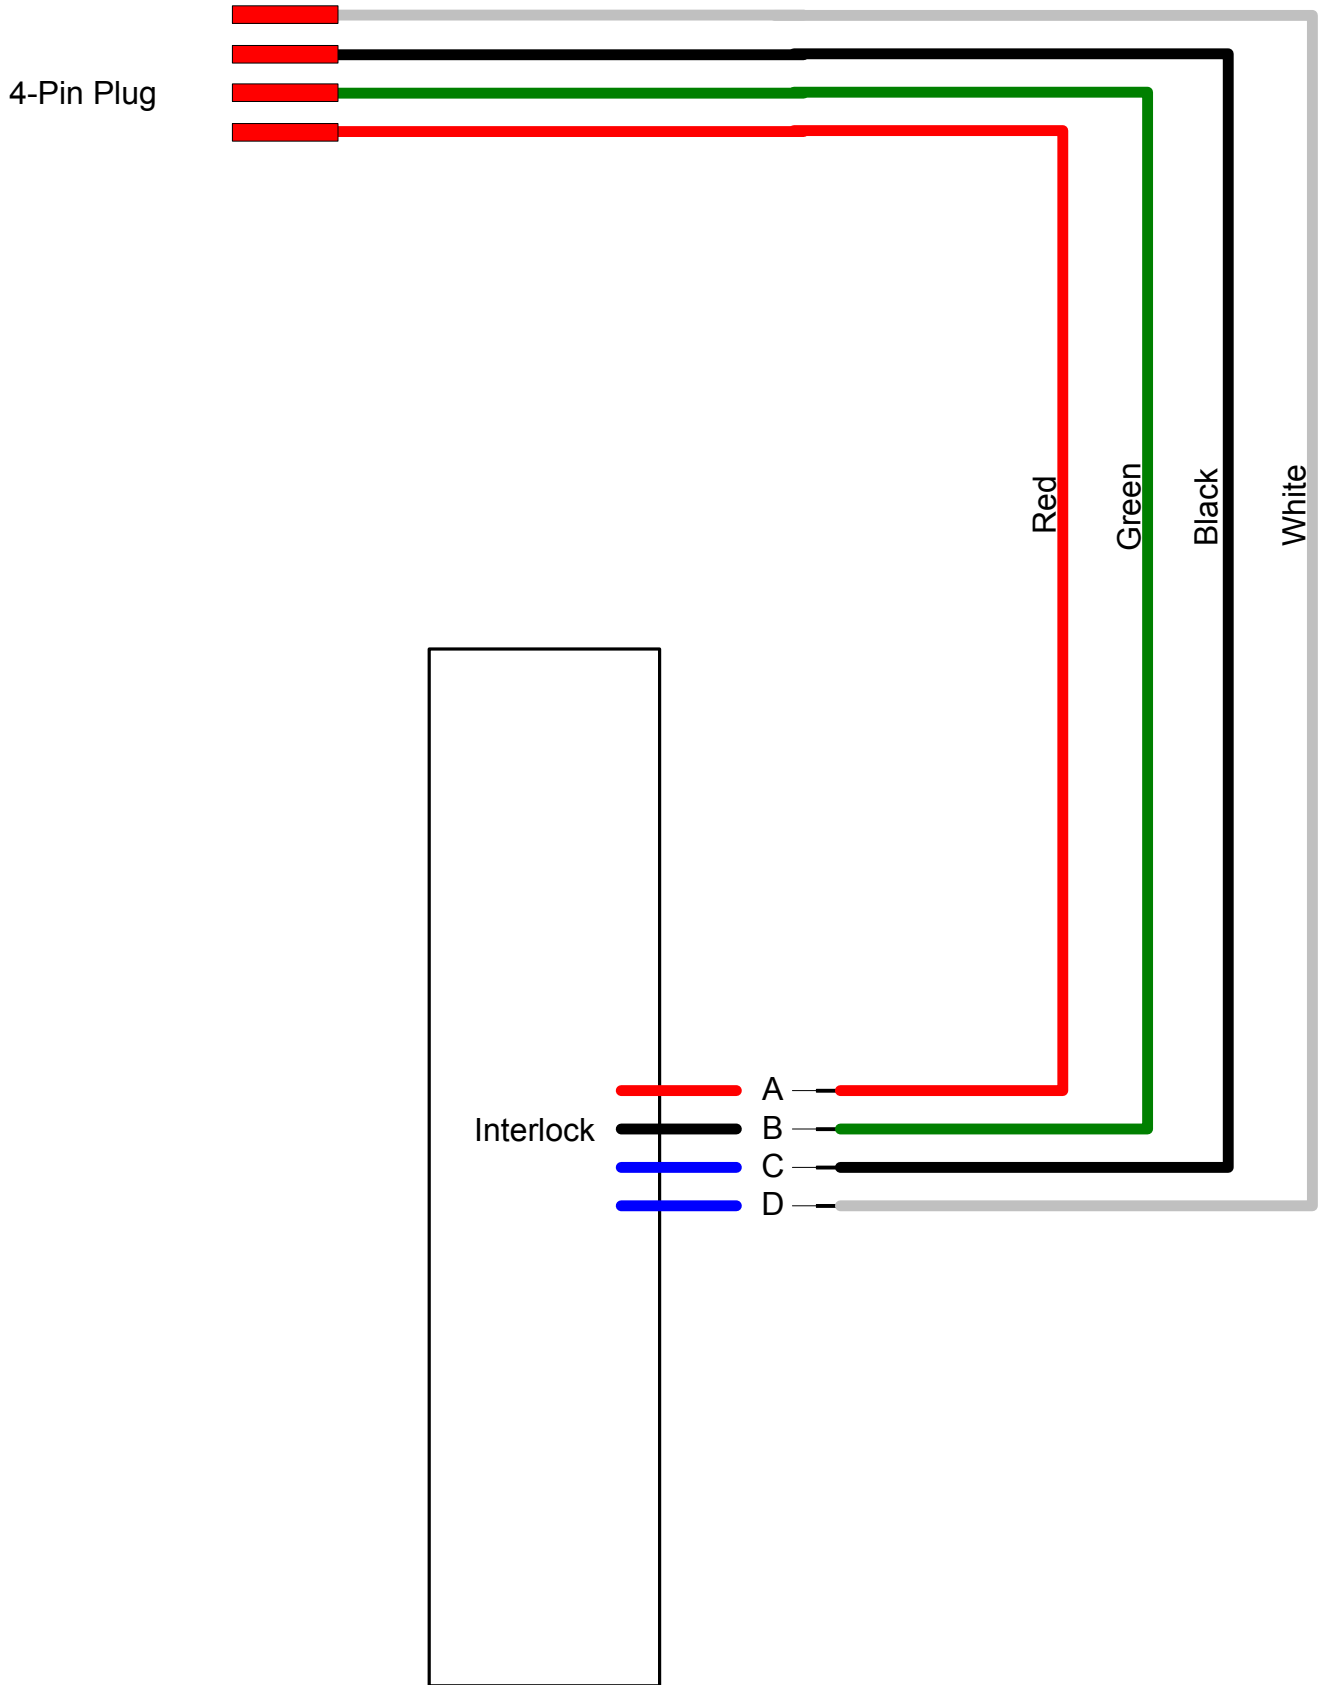 4-Pin Plug
Red
Green
Black
White
A
Interlock
B
C
D